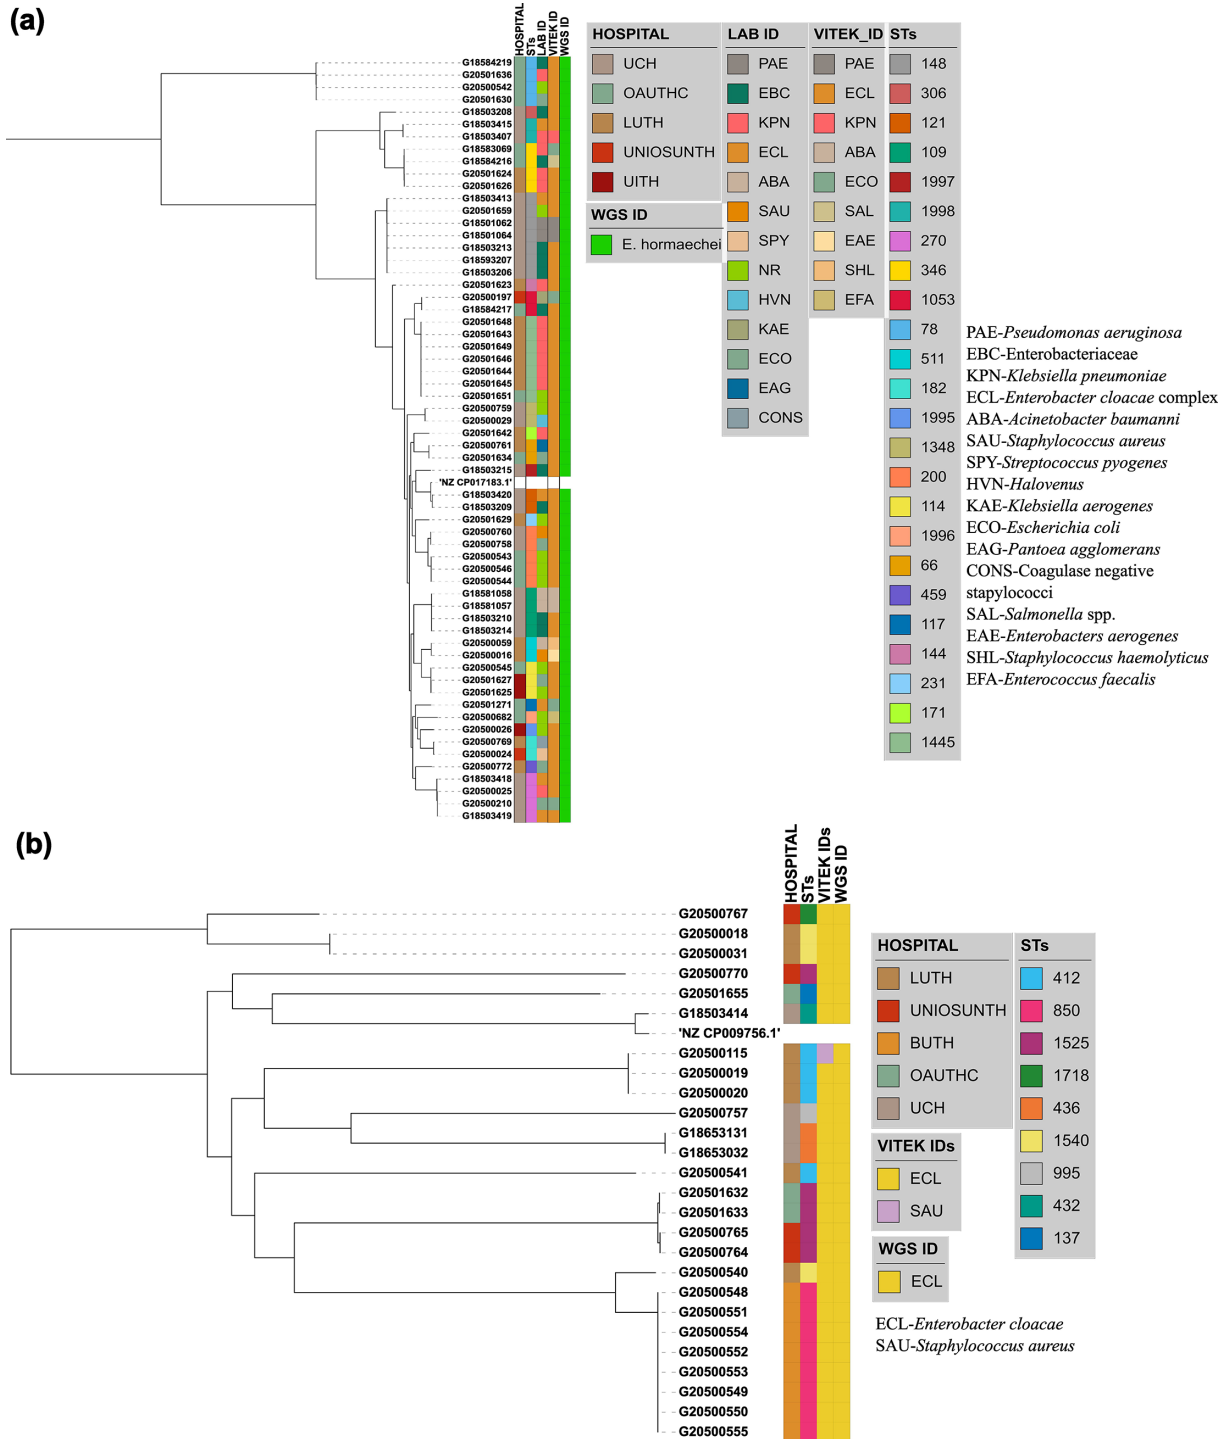 (a)
HOSPITAL
STs
LAB ID
VITEK ID
WGS ID
G18584219
G20501636
G20500542
G20501630
G18503208
G18503415
G18503407
G18583069
G18584216
G20501624
G20501626
G18503413
G20501659
G18501062
G18501064
G18503213
G18593207
G18503206
G20501623
G20500197
G18584217
G20501648
G20501643
G20501649
G20501646
G20501644
G20501645
G20501651
G20500759
G20500029
G20501642
G20500761
G20501634
G18503215
'NZ CP017183.1'
G18503420
G18503209
G20501629
G20500760
G20500758
G20500543
G20500546
G20500544
G18581058
G18581057
G18503210
G18503214
G20500059
G20500016
G20500545
G20501627
G20501625
G20501271
G20500682
G20500026
G20500769
G20500024
G20500772
G18503418
G20500025
G20500210
G18503419
HOSPITAL
UCH
OAUTHC
LUTH
UNIOSUNTH
UITH
WGS ID
E. hormaechei
LAB ID
PAE
EBC
KPN
ECL
ABA
SAU
SPY
NR
HVN
KAE
ECO
EAG
CONS
VITEK_ID
PAE
ECL
KPN
ABA
ECO
SAL
EAE
SHL
EFA
STs
148
306
121
109
1997
1998
270
346
1053
78
511
182
1995
1348
200
114
1996
66
459
117
144
231
171
1445
PAE-Pseudomonas aeruginosa
EBC-Enterobacteriaceae
KPN-Klebsiella pneumoniae
ECL-Enterobacter cloacae complex
ABA-Acinetobacter baumanni
SAU-Staphylococcus aureus
SPY-Streptococcus pyogenes
HVN-Halovenus
KAE-Klebsiella aerogenes
ECO-Escherichia coli
EAG-Pantoea agglomerans
CONS-Coagulase negative
stapylococci
SAL-Salmonella spp.
EAE-Enterobacters aerogenes
SHL-Staphylococcus haemolyticus
EFA-Enterococcus faecalis
(b)
HOSPITAL
STs
VITEK IDs
WGS ID
G20500767
G20500018
G20500031
G20500770
G20501655
G18503414
'NZ CP009756.1'
G20500115
G20500019
G20500020
G20500757
G18653131
G18653032
G20500541
G20501632
G20501633
G20500765
G20500764
G20500540
G20500548
G20500551
G20500554
G20500552
G20500553
G20500549
G20500550
G20500555
HOSPITAL
LUTH
UNIOSUNTH
BUTH
OAUTHC
UCH
VITEK IDs
ECL
SAU
WGS ID
ECL
STs
412
850
1525
1718
436
1540
995
432
137
ECL-Enterobacter cloacae
SAU-Staphylococcus aureus